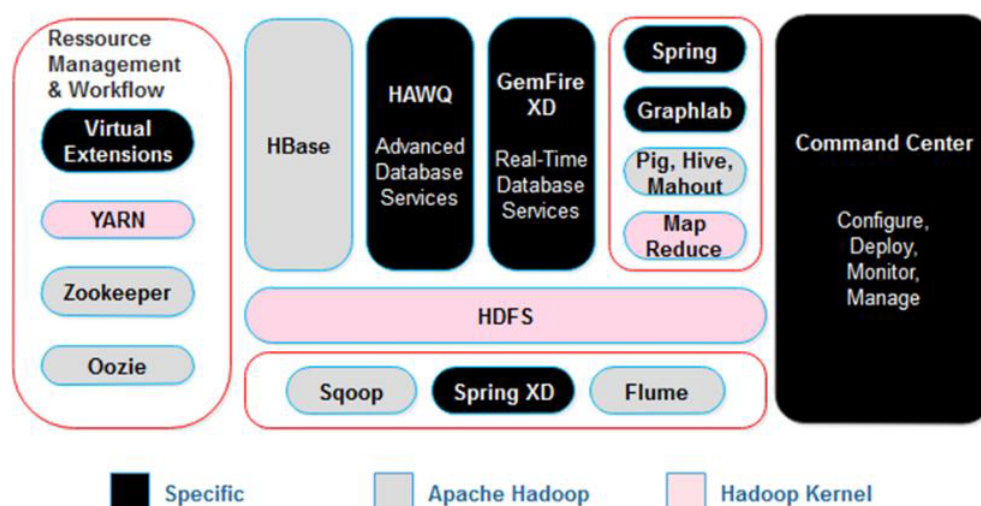 Ressource
Management
& Workflow
Virtual
Extensions
YARN
Zookeeper
Oozie
HBase
HAWQ
Advanced
Database
Services
GemFire
XD
Real-Time
Database
Services
Spring
Graphlab
Pig, Hive,
Mahout
Map
Reduce
HDFS
Sqoop
Spring XD
Flume
Command Center
Configure,
Deploy,
Monitor,
Manage
Specific
Apache Hadoop
Hadoop Kernel